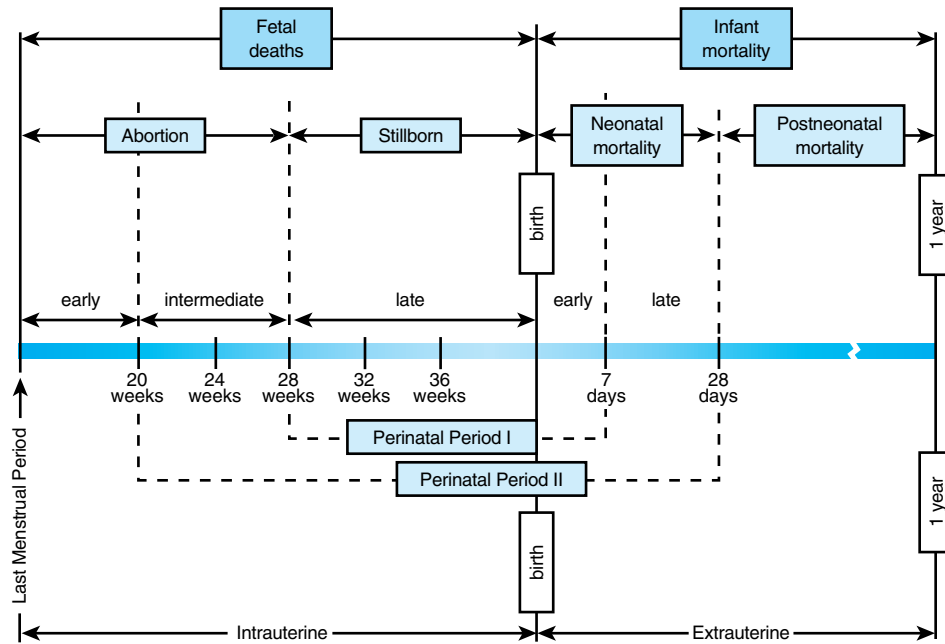 Fetal
deaths
Infant
mortality
Abortion
Stillborn
Neonatal
mortality
Postneonatal
mortality
birth
1 year
early
intermediate
late
early
late
20
weeks
24
weeks
28
weeks
32
weeks
36
weeks
7
days
28
days
Perinatal Period I
Perinatal Period II
Last Menstrual Period
birth
1 year
Intrauterine
Extrauterine